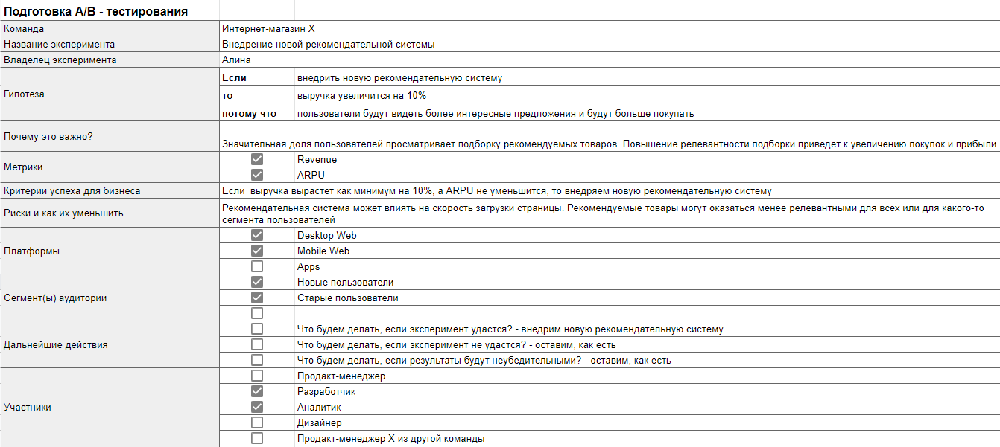 Подготовка A/B - тестирования
Команда
Интернет-магазин X
Название эксперимента
Внедрение новой рекомендательной системы
Владелец эксперимента
Алина
Гипотеза
Если
внедрить новую рекомендательную систему
то
выручка увеличится на 10%
потому что
пользователи будут видеть более интересные предложения и будут больше покупать
Почему это важно?
Значительная доля пользователей просматривает подборку рекомендуемых товаров. Повышение релевантности подборки приведёт к увеличению покупок и прибыли
Метрики
Revenue
ARPU
Критерии успеха для бизнеса
Если  выручка вырастет как минимум на 10%, а ARPU не уменьшится, то внедряем новую рекомендательную систему
Риски и как их уменьшить
Рекомендательная система может влиять на скорость загрузки страницы. Рекомендуемые товары могут оказаться менее релевантными для всех или для какого-то
сегмента пользователей
Платформы
Desktop Web
Mobile Web
Apps
Сегмент(ы) аудитории
Новые пользователи
Старые пользователи
Дальнейшие действия
Что будем делать, если эксперимент удастся? - внедрим новую рекомендательную систему
Что будем делать, если эксперимент не удастся? - оставим, как есть
Что будем делать, если результаты будут неубедительными? - оставим, как есть
Участники
Продакт-менеджер
Разработчик
Аналитик
Дизайнер
Продакт-менеджер X из другой команды